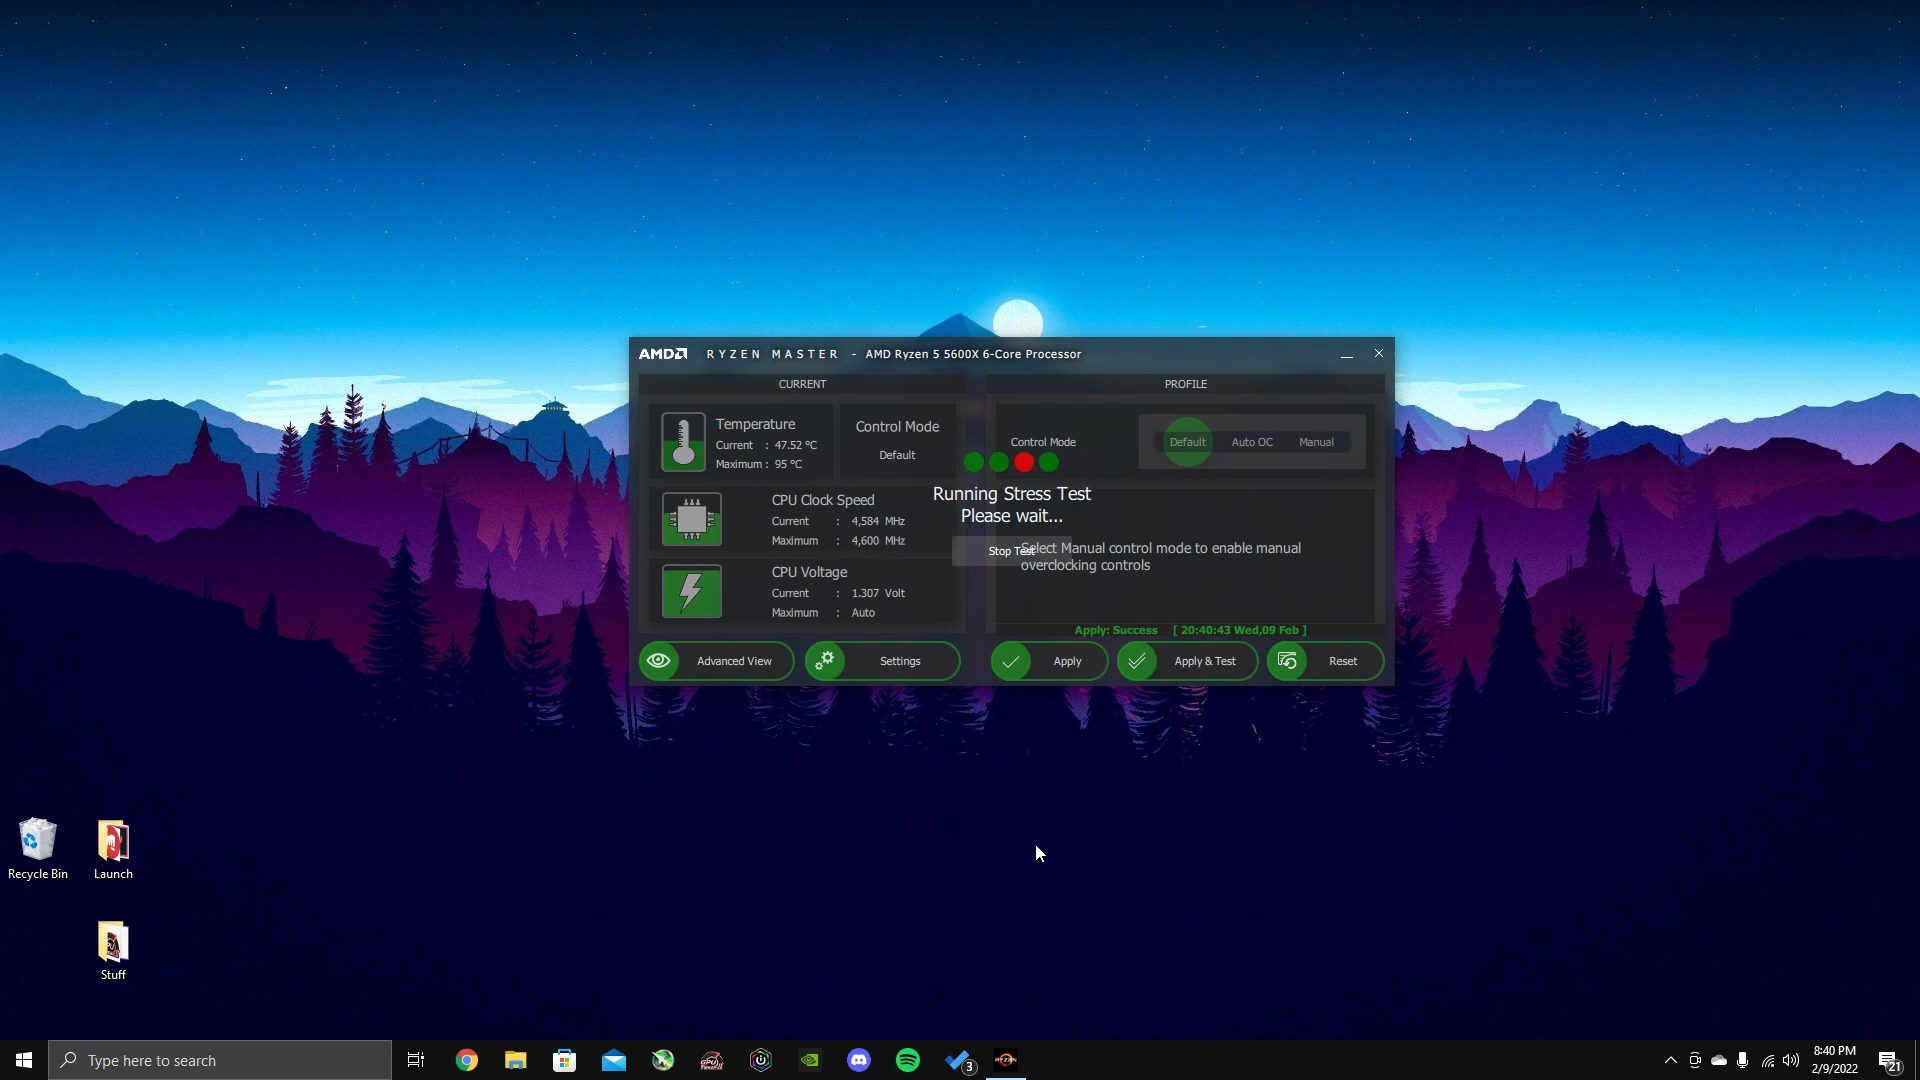 AMD RYZEN MASTER - AMD Ryzen 5 5600X 6-Core Processor
CURRENT
Temperature
Current : 47.52 °C
Maximum : 95 °C
Control Mode
Default
CPU Clock Speed
Current : 4,584 MHz
Maximum : 4,600 MHz
CPU Voltage
Current : 1.307 Volt
Maximum : Auto
PROFILE
Control Mode
Default Auto OC Manual
Running Stress Test
Please wait...
Stop Test
Select Manual control mode to enable manual
overclocking controls
Apply: Success [ 20:40:43 Wed,09 Feb ]
Advanced View
Settings
Apply
Apply & Test
Reset
Recycle Bin
Launch
Stuff
Type here to search
3
RYZEN
8:40 PM
2/9/2022
21